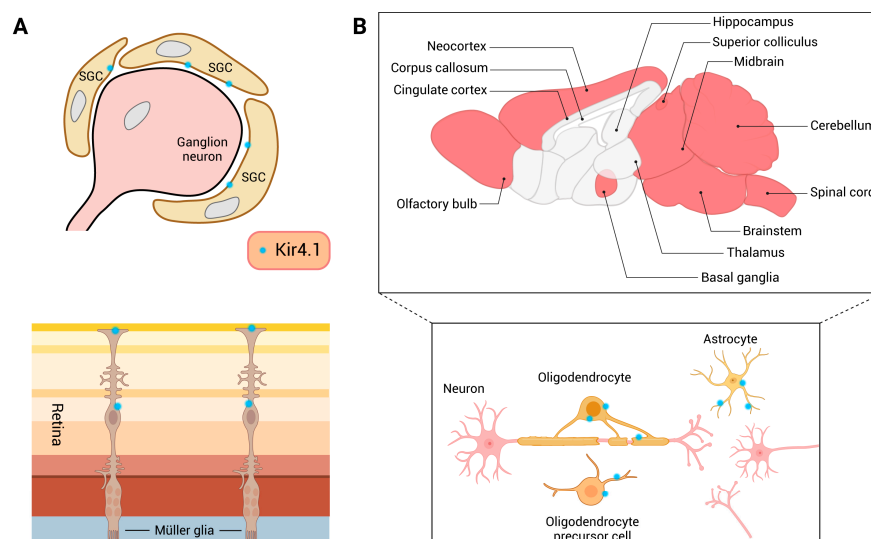 A
SGC
SGC
Ganglion
neuron
SGC
Kir4.1
Retina
Müller glia
B
Hippocampus
Neocortex
Superior colliculus
Corpus callosum
Midbrain
Cingulate cortex
Cerebellum
Spinal cord
Olfactory bulb
Brainstem
Thalamus
Basal ganglia
Astrocyte
Oligodendrocyte
Neuron
Oligodendrocyte
precursor cell